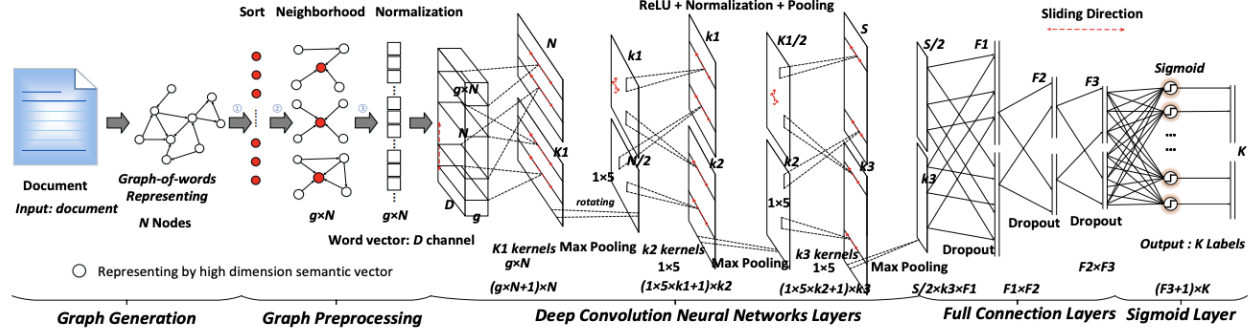 Sort
Neighborhood
Normalization
ReLU + Normalization + Pooling
Sliding Direction
①
②
③
Document
Input: document
Graph-of-words
Representing
N Nodes
g×N
g×N
g×N
N
D
g
Word vector: D channel
N
K1
K1 kernels
g×N
(g×N+1)×N
k1
N/2
1×5
rotating
Max Pooling
k1
k2
k2 kernels
1×5
(1×5×k1+1)×k2
K1/2
k2
1×5
Max Pooling
S
k3
k3 kernels
1×5
(1×5×k2+1)×k3
Max Pooling
S/2
k3
S/2×k3×F1
F1
Dropout
F1×F2
F2
Dropout
F3
Dropout
F2×F3
Sigmoid
...
...
K
Output : K Labels
(F3+1)×K
Representing by high dimension semantic vector
Graph Generation
Graph Preprocessing
Deep Convolution Neural Networks Layers
Full Connection Layers
Sigmoid Layer